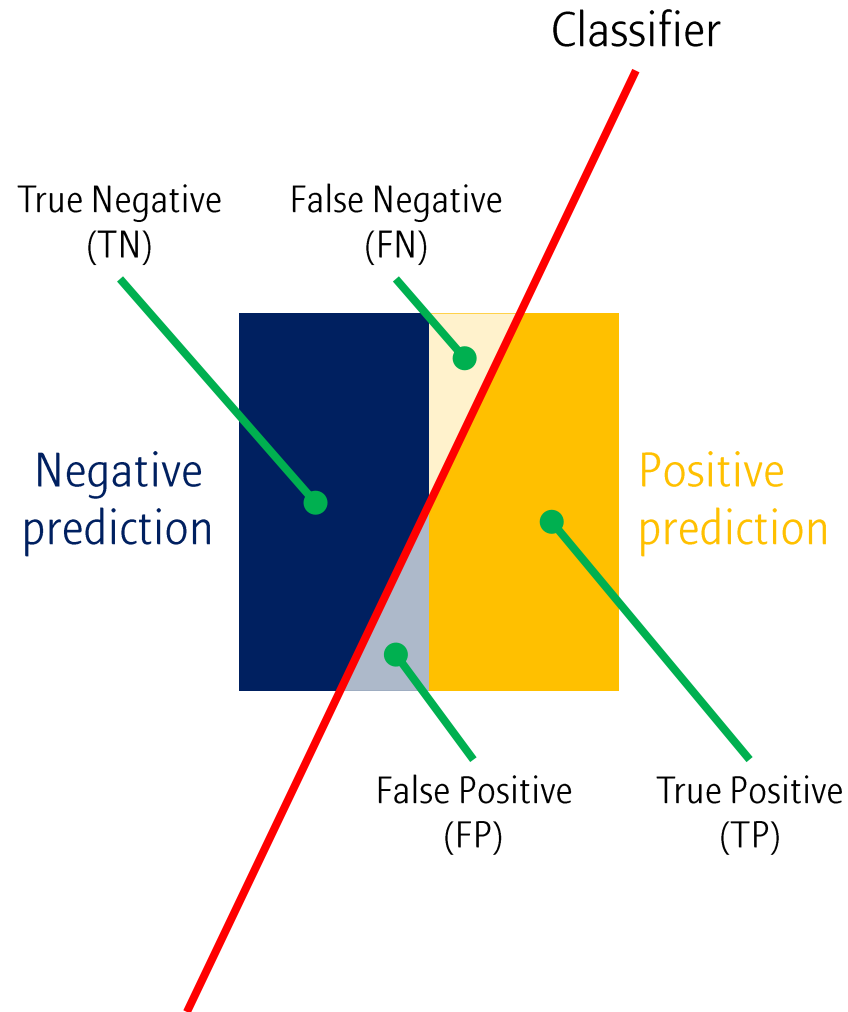 Classifier
True Negative
(TN)
False Negative
(FN)
Negative
prediction
Positive
prediction
False Positive
(FP)
True Positive
(TP)